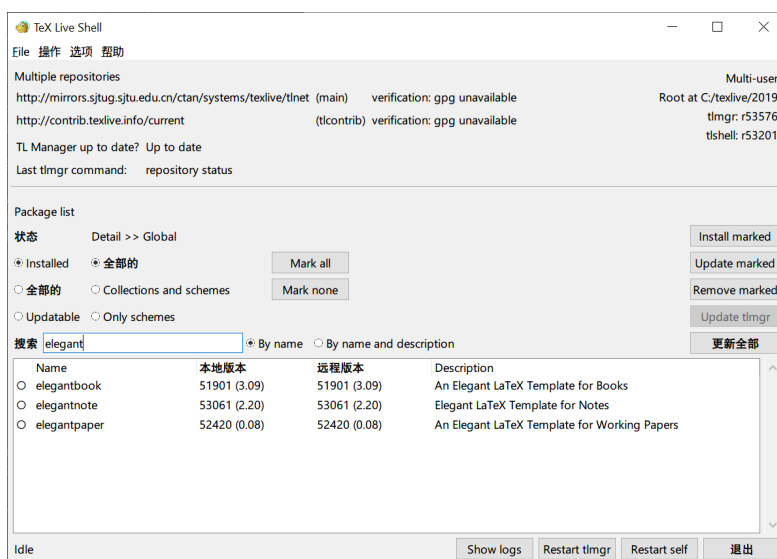 TeX Live Shell
File 操作 选项 帮助
Multiple repositories
Multi-user
http://mirrors.sjtug.sjtu.edu.cn/ctan/systems/texlive/tlnet (main) verification: gpg unavailable
Root at C:/texlive/2019
http://contrib.texlive.info/current (tlcontrib) verification: gpg unavailable
tlmgr: r53576
tlshell: r53201
TL Manager up to date? Up to date
Last tlmgr command: repository status
Package list
状态 Detail >> Global Install marked
Installed 全部的 Mark all Update marked
全部的 Collections and schemes Mark none Remove marked
Updatable Only schemes Update tlmgr
搜索 elegant By name By name and description 更新全部
Name 本地版本 远程版本 Description
elegantbook 51901 (3.09) 51901 (3.09) An Elegant LaTeX Template for Books
elegantnote 53061 (2.20) 53061 (2.20) Elegant LaTeX Template for Notes
elegantpaper 52420 (0.08) 52420 (0.08) An Elegant LaTeX Template for Working Papers
Idle Show logs Restart tlmgr Restart self 退出